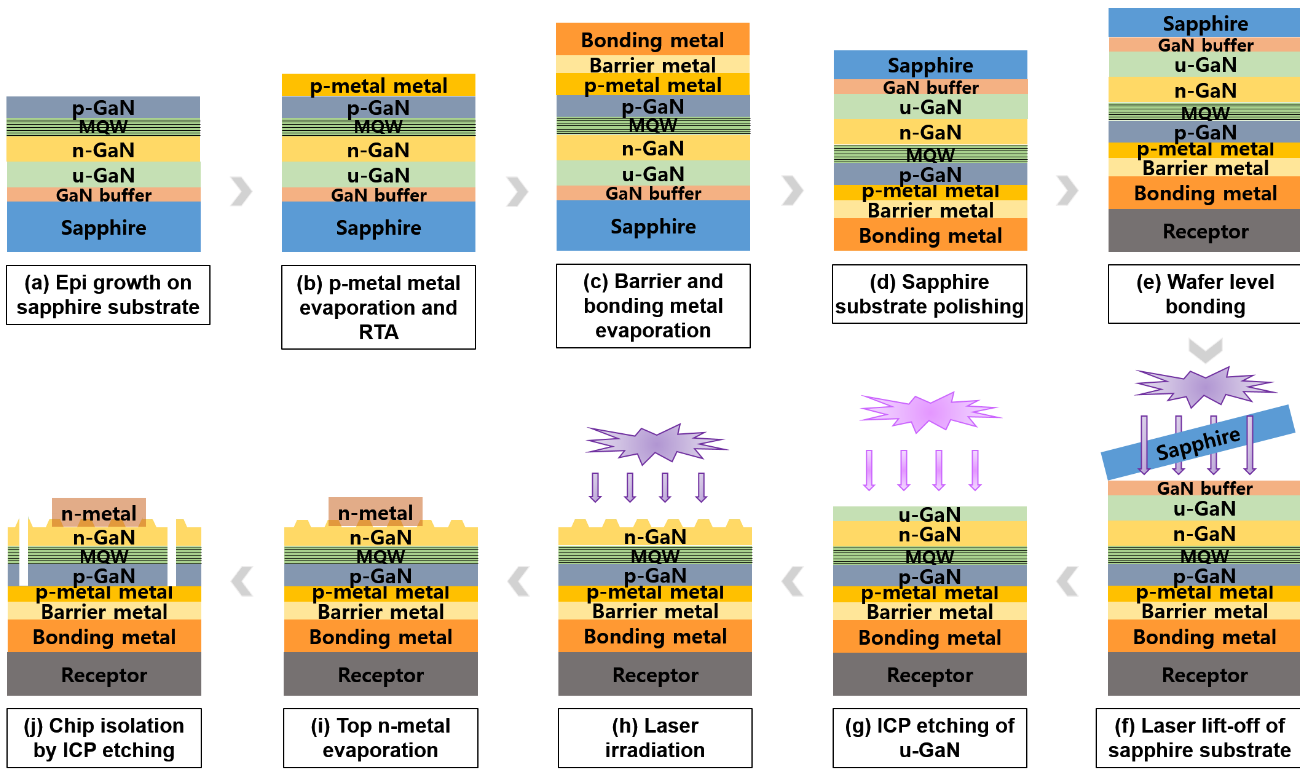 p-GaN
MQW
n-GaN
u-GaN
GaN buffer
Sapphire
(a) Epi growth on
sapphire substrate
p-metal metal
p-GaN
MQW
n-GaN
u-GaN
GaN buffer
Sapphire
(b) p-metal metal
evaporation and
RTA
Bonding metal
Barrier metal
p-metal metal
p-GaN
MQW
n-GaN
u-GaN
GaN buffer
Sapphire
(c) Barrier and
bonding metal
evaporation
Sapphire
GaN buffer
u-GaN
n-GaN
MQW
p-GaN
p-metal metal
Barrier metal
Bonding metal
(d) Sapphire
substrate polishing
Sapphire
GaN buffer
u-GaN
n-GaN
MQW
p-GaN
p-metal metal
Barrier metal
Bonding metal
Receptor
(e) Wafer level
bonding
Sapphire
GaN buffer
u-GaN
n-GaN
MQW
p-GaN
p-metal metal
Barrier metal
Bonding metal
Receptor
(f) Laser lift-off of
sapphire substrate
u-GaN
n-GaN
MQW
p-GaN
p-metal metal
Barrier metal
Bonding metal
Receptor
(g) ICP etching of
u-GaN
n-GaN
MQW
p-GaN
p-metal metal
Barrier metal
Bonding metal
Receptor
(h) Laser
irradiation
n-metal
n-GaN
MQW
p-GaN
p-metal metal
Barrier metal
Bonding metal
Receptor
(i) Top n-metal
evaporation
n-metal
n-GaN
MQW
p-GaN
p-metal metal
Barrier metal
Bonding metal
Receptor
(j) Chip isolation
by ICP etching